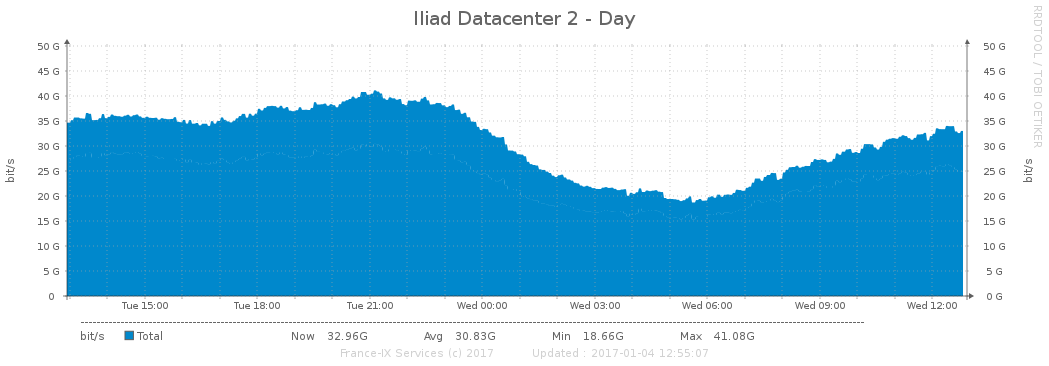 Iliad Datacenter 2 - Day
RRDTOOL / TOBI OETIKER
50 G 50 G
45 G 45 G
40 G 40 G
35 G 35 G
30 G 30 G
25 G 25 G
20 G 20 G
15 G 15 G
10 G 10 G
5 G 5 G
0 0 G
bit/s bit/s
Tue 15:00 Tue 18:00 Tue 21:00 Wed 00:00 Wed 03:00 Wed 06:00 Wed 09:00 Wed 12:00
bit/s Total Now 32.96G Avg 30.83G Min 18.66G Max 41.08G
France-IX Services (c) 2017 Updated : 2017-01-04 12:55:07